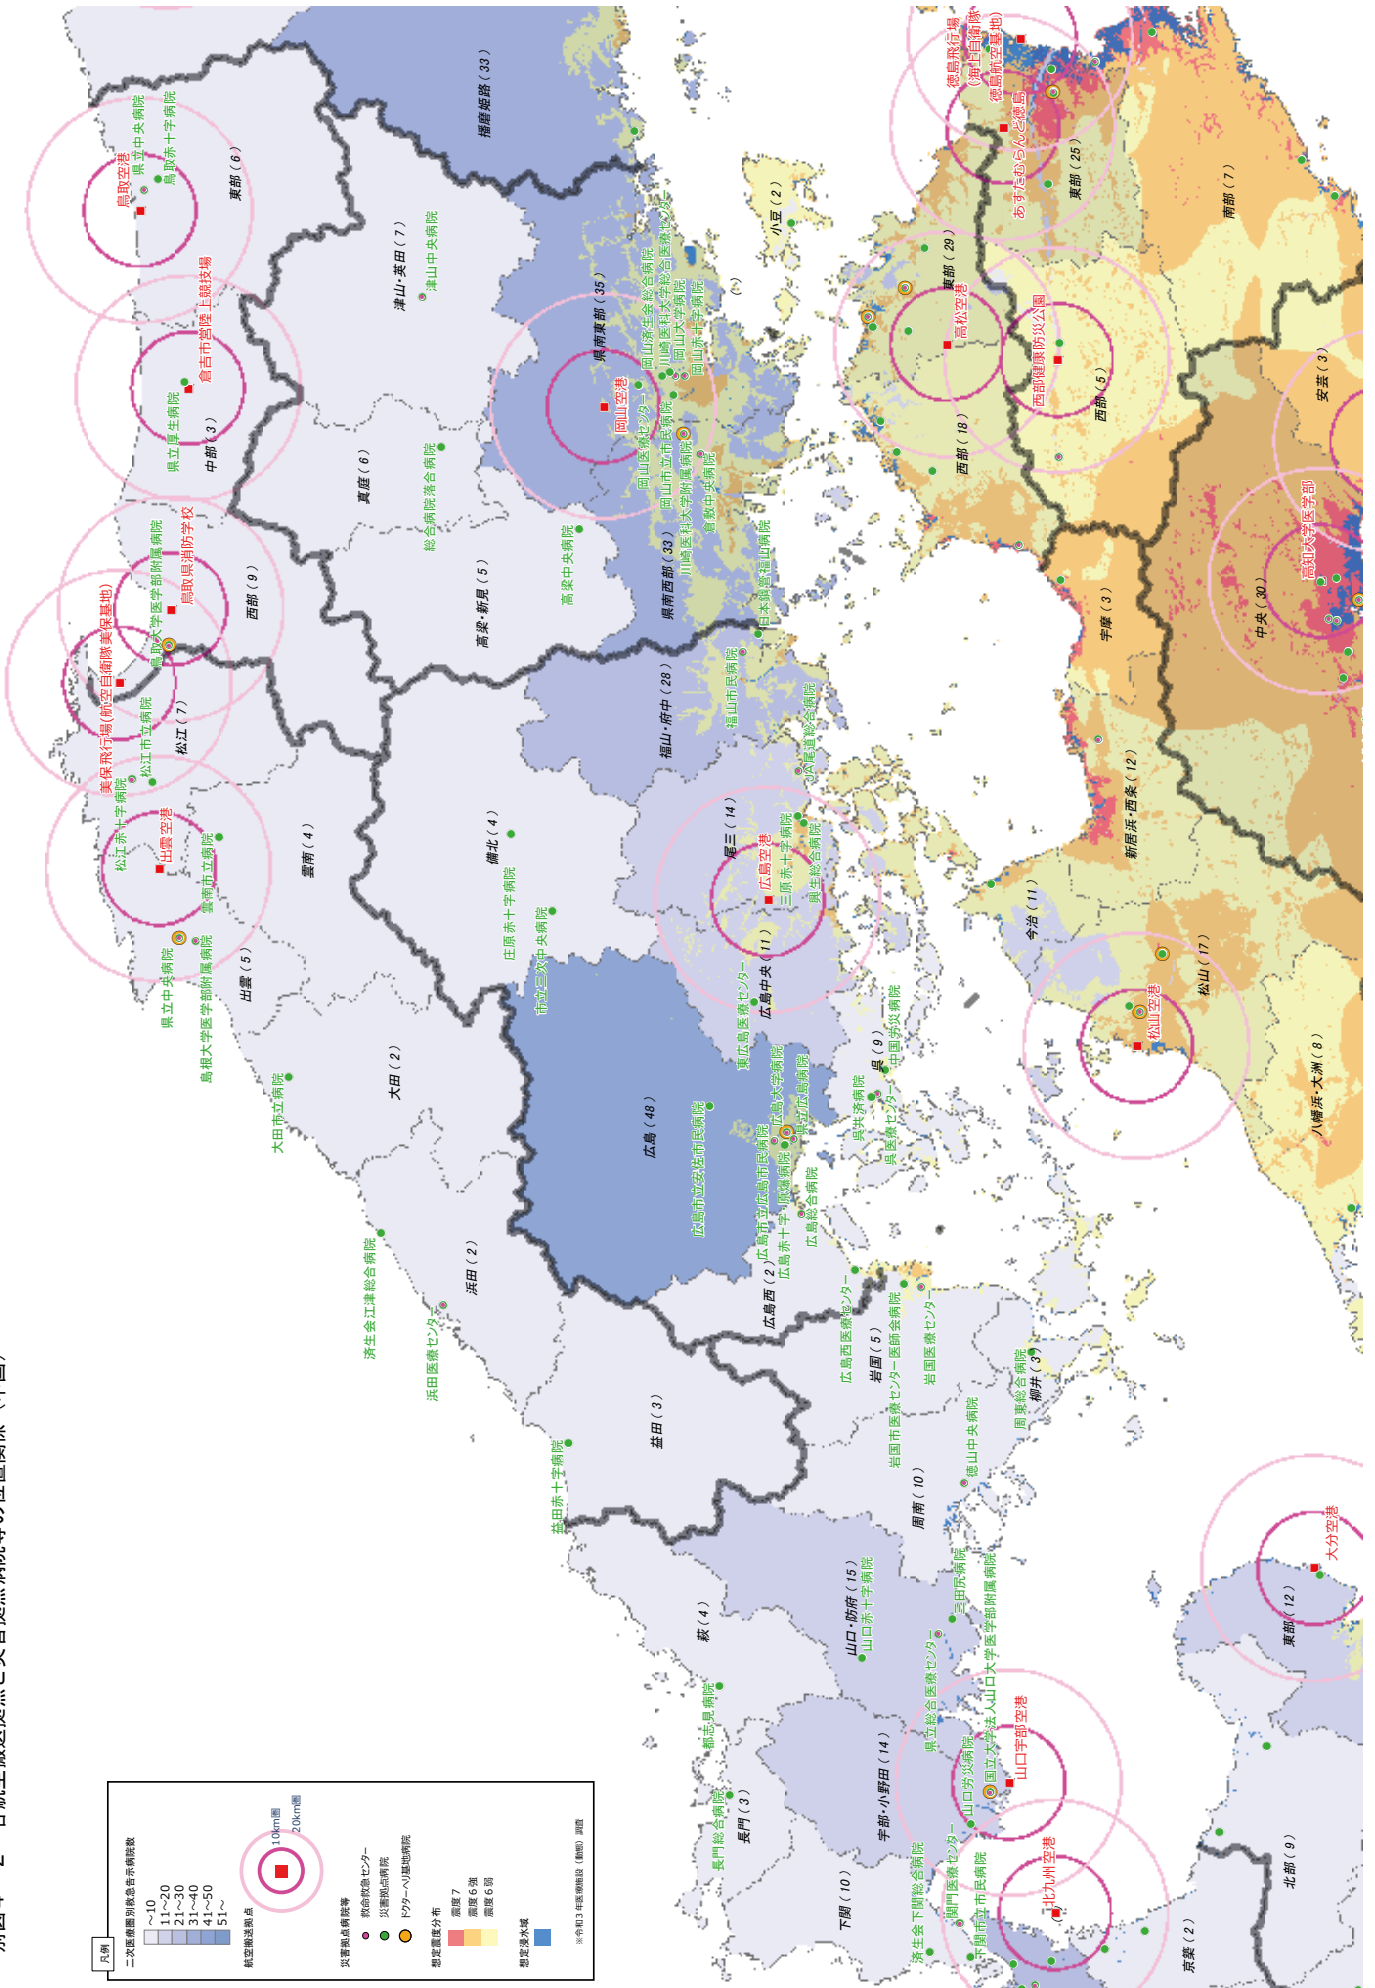 凡例
二次医療圏別救急告示病院数
～10
11～20
21～30
31～40
41～50
51～
航空搬送拠点
10km圏
20km圏
災害拠点病院等
救命救急センター
災害拠点病院
ドクターヘリ基地病院
想定震度分布
震度７
震度６強
震度６弱
想定浸水域
※令和３年医療施設（動態）調査
鳥取空港
県立中央病院
鳥取赤十字病院
東部(6)
倉吉市営陸上競技場
県立厚生病院
中部(3)
鳥取大学医学部附属病院
鳥取県消防学校
西部(9)
美保飛行場(航空自衛隊美保基地)
松江市立病院
松江赤十字病院
松江(7)
出雲空港
雲南市立病院
雲南(4)
県立中央病院
島根大学医学部附属病院
出雲(5)
大田市立病院
大田(2)
済生会江津総合病院
浜田医療センター
浜田(2)
益田赤十字病院
益田(3)
播磨姫路(33)
津山・英田(7)
津山中央病院
真庭(6)
総合病院落合病院
高梁・新見(5)
高梁中央病院
県南東部(35)
岡山空港
岡山済生会総合病院
川崎医科大学総合医療センター
岡山大学病院
岡山赤十字病院
岡山医療センター
岡山市立市民病院
川崎医科大学附属病院
倉敷中央病院
県南西部(33)
日本鋼管福山病院
福山市民病院
福山・府中(28)
備北(4)
庄原赤十字病院
市立三次中央病院
尾三(14)
広島空港
三原赤十字病院
興生総合病院
東広島医療センター
広島中央(11)
広島(48)
広島市立安佐市民病院
広島市立広島市民病院
広島大学病院
県立広島病院
広島総合病院
広島西(2)
広島西医療センター
呉(9)
中国労災病院
呉共済病院
呉医療センター
岩国(5)
岩国市医療センター医師会病院
岩国医療センター
柳井(3)
周東総合病院
周南(10)
徳山中央病院
山口・防府(15)
山口赤十字病院
三田尻病院
県立総合医療センター
萩(4)
都志見病院
長門(3)
長門総合病院
宇部・小野田(14)
国立大学法人山口大学医学部附属病院
山口労災病院
山口宇部空港
下関(10)
済生会下関総合病院
関門医療センター
下関市立市民病院
北九州空港
京築(2)
北部(9)
東部(12)
大分空港
小豆(2)
徳島飛行場
(海上自衛隊
徳島航空基地)
あすたむらんど徳島
東部(25)
南部(7)
東部(29)
高松空港
西部健康防災公園
西部(5)
西部(18)
安芸(3)
中央(30)
高知大学医学部
宇摩(3)
新居浜・西条(12)
今治(11)
松山(17)
松山空港
八幡浜・大洲(8)